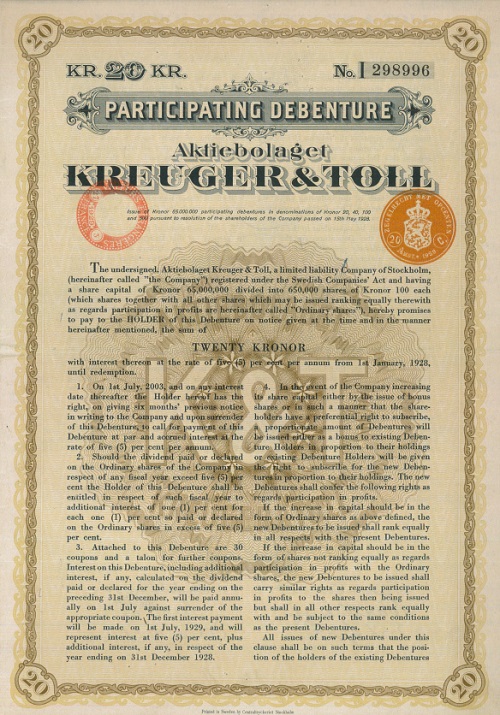 20
20
KR. 20 KR.
No. I 298996
PARTICIPATING DEBENTURE
Aktiebolaget
KREUGER & TOLL
Issue of Kronor 65,000,000 participating debentures in denominations of Kronor 20, 40, 100
and 200 pursuant to resolution of the shareholders of the Company passed on 15th May 1928.
ZEGELRECHT
20 C.
The undersigned, Aktiebolaget Kreuger & Toll, a limited liability Company of Stockholm,
(hereinafter called "the Company") registered under the Swedish Companies' Act and having
a share capital of Kronor 65,000,000 divided into 650,000 shares of Kronor 100 each
(which shares together with all other shares which may be issued ranking equally therewith
as regards participation in profits are hereinafter called "Ordinary shares"), hereby promises
to pay to the HOLDER of this Debenture on notice given at the time and in the manner
hereinafter mentioned, the sum of
TWENTY KRONOR
with interest thereon at the rate of five (5) per cent per annum from 1st January, 1928,
until redemption.
1. On 1st July, 2003, and on any interest
date thereafter the Holder hereof has the
right, on giving six months' previous notice
in writing to the Company and upon surrender
of this Debenture, to call for payment of this
Debenture at par and accrued interest at the
rate of five (5) per cent per annum.
2. Should the dividend paid or declared
on the Ordinary shares of the Company in
respect of any fiscal year exceed five (5) per
cent the Holder of this Debenture shall be
entitled in respect of such fiscal year to
additional interest of one (1) per cent for
each one (1) per cent so paid or declared
on the Ordinary shares in excess of five (5)
per cent.
3. Attached to this Debenture are 30
coupons and a talon for further coupons.
Interest on this Debenture, including additional
interest, if any, calculated on the dividend
paid or declared for the year ending on the
preceding 31st December, will be paid annu-
ally on 1st July against surrender of the
appropriate coupon. The first interest payment
will be made on 1st July, 1929, and will
represent interest at five (5) per cent, plus
additional interest, if any, in respect of the
year ending on 31st December 1928.
In the event of the Company increasing
its share capital either by the issue of bonus
shares or in such a manner that the share-
holders have a preferential right to subscribe,
a proportionate amount of Debentures will
be issued either as a bonus to existing Deben-
ture Holders in proportion to their holdings
or existing Debenture Holders will be given
the right to subscribe for the new Deben-
tures in proportion to their holdings. The new
Debentures shall confer the following rights as
regards participation in profits.
If the increase in capital should be in the
form of Ordinary shares as above defined, the
new Debentures to be issued shall rank equally
in all respects with the present Debentures.
If the increase in capital should be in the
form of shares not ranking equally as regards
participation in profits with the Ordinary
shares, the new Debentures to be issued shall
carry similar rights as regards participation
in profits to the shares then being issued
but shall in all other respects rank equally
with and be subject to the same conditions
as the present Debentures.
All issues of new Debentures under this
clause shall be on such terms that the posi-
tion of the holders of the existing Debentures
20
20
Printed in Sweden by Centraltryckeriet Stockholm